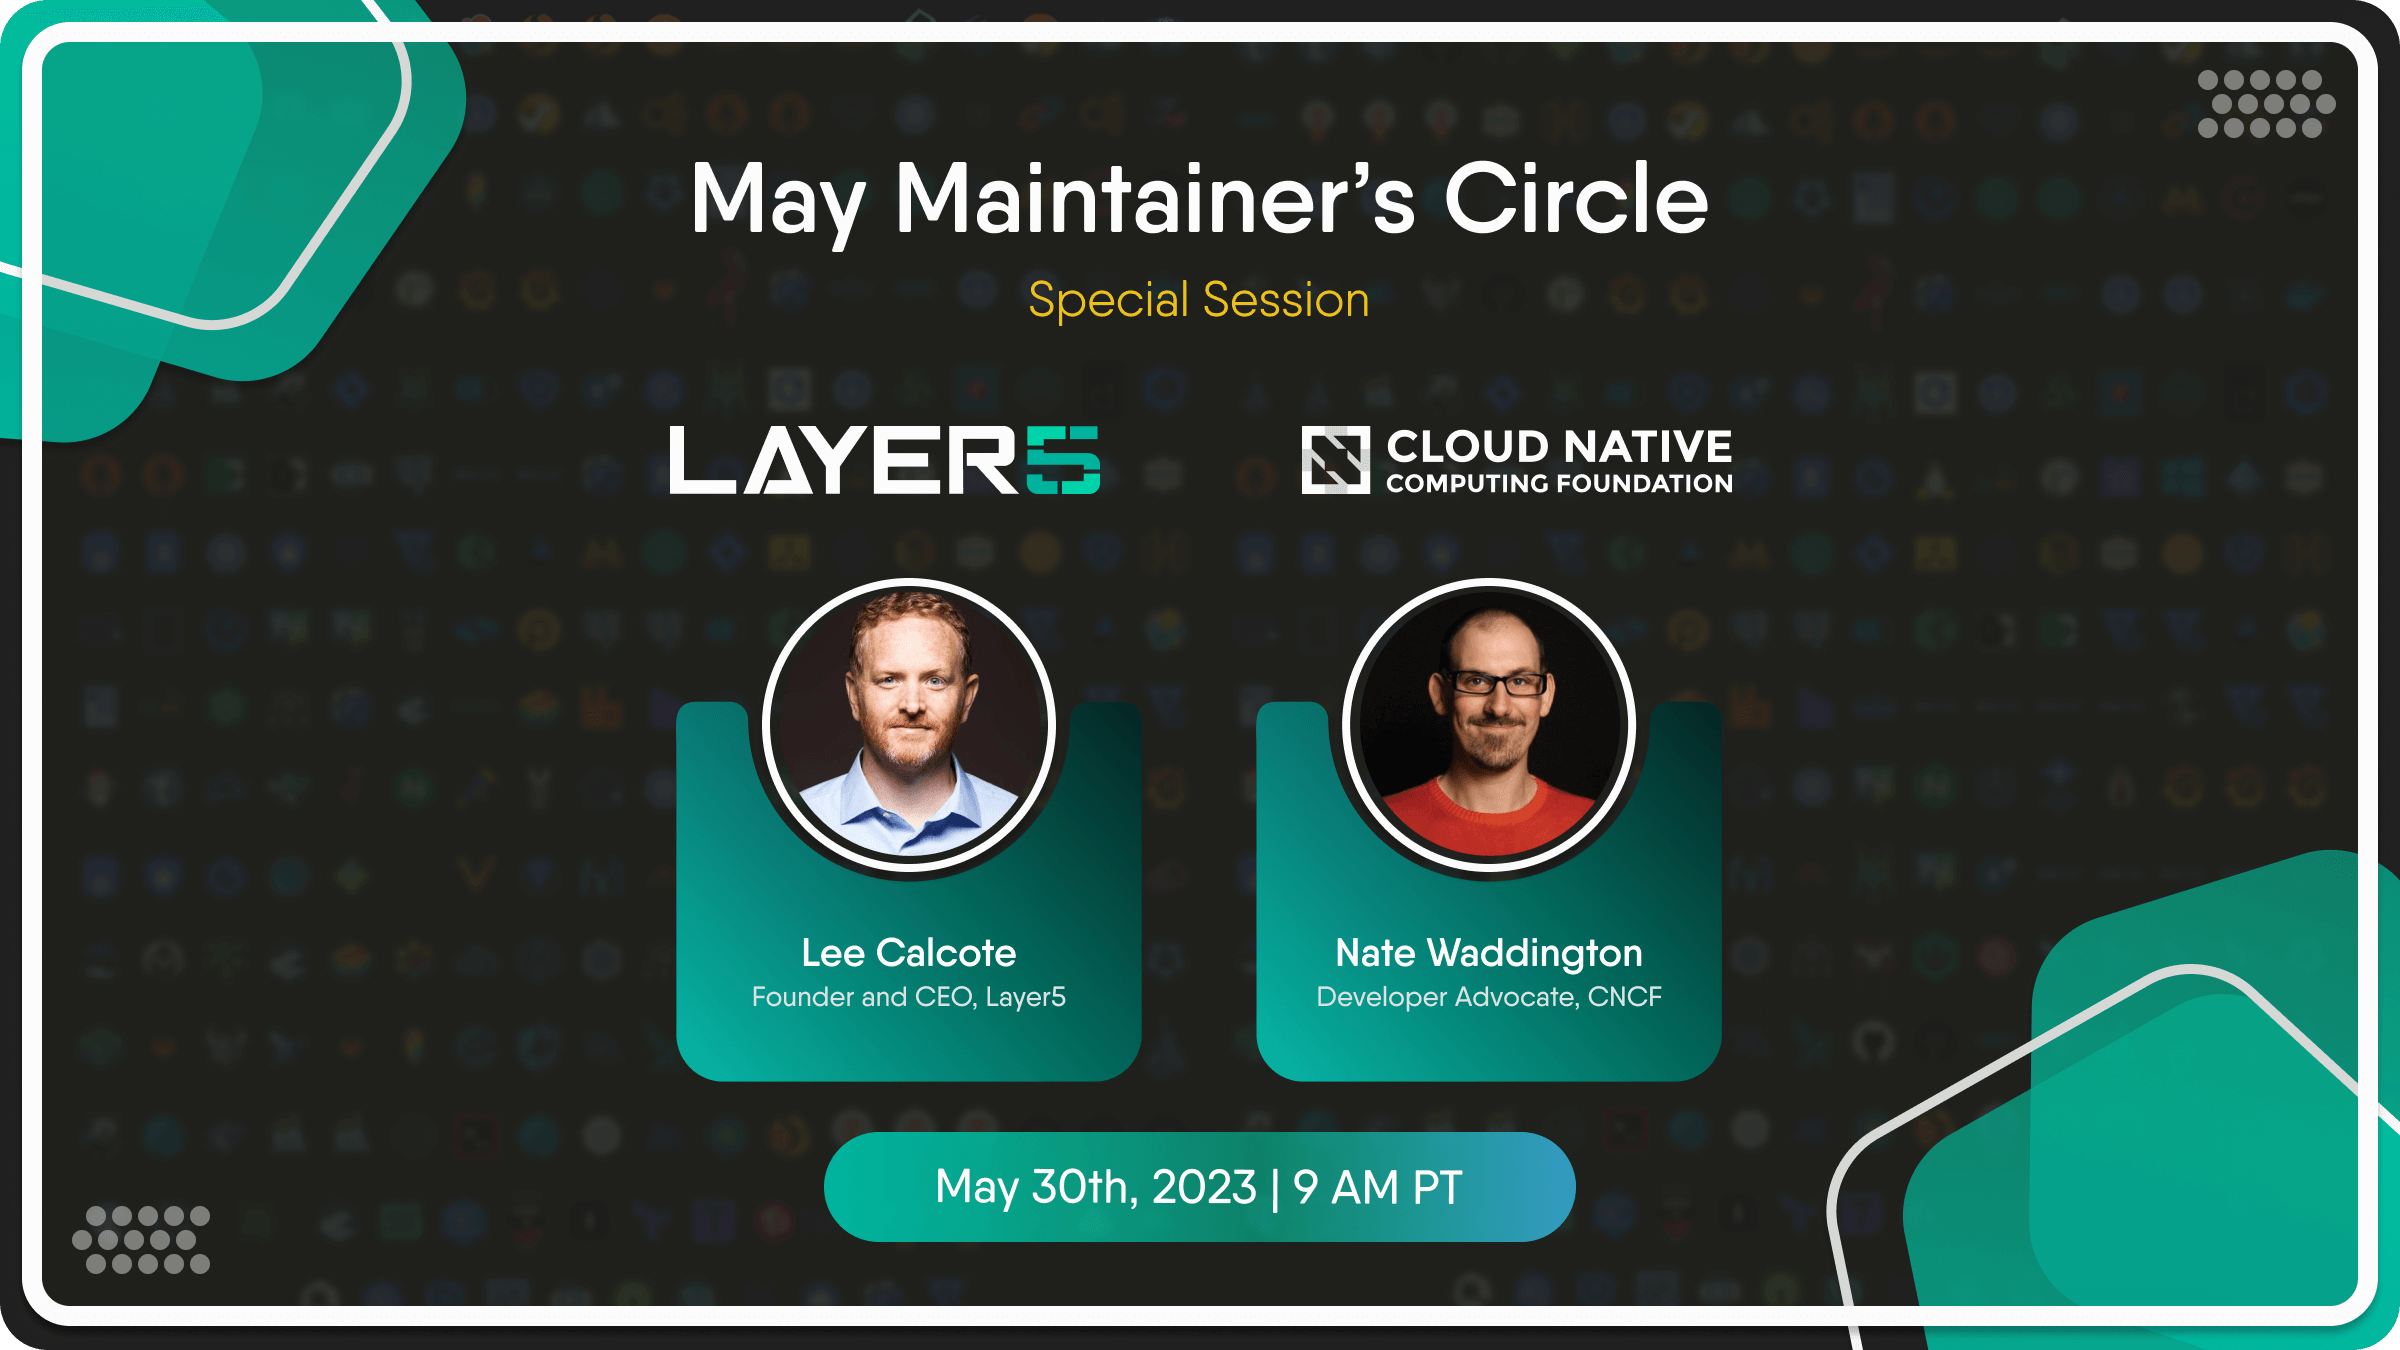 May Maintainer’s Circle
Special Session
LAYER5
CLOUD NATIVE
COMPUTING FOUNDATION
Lee Calcote
Founder and CEO, Layer5
Nate Waddington
Developer Advocate, CNCF
May 30th, 2023 | 9 AM PT